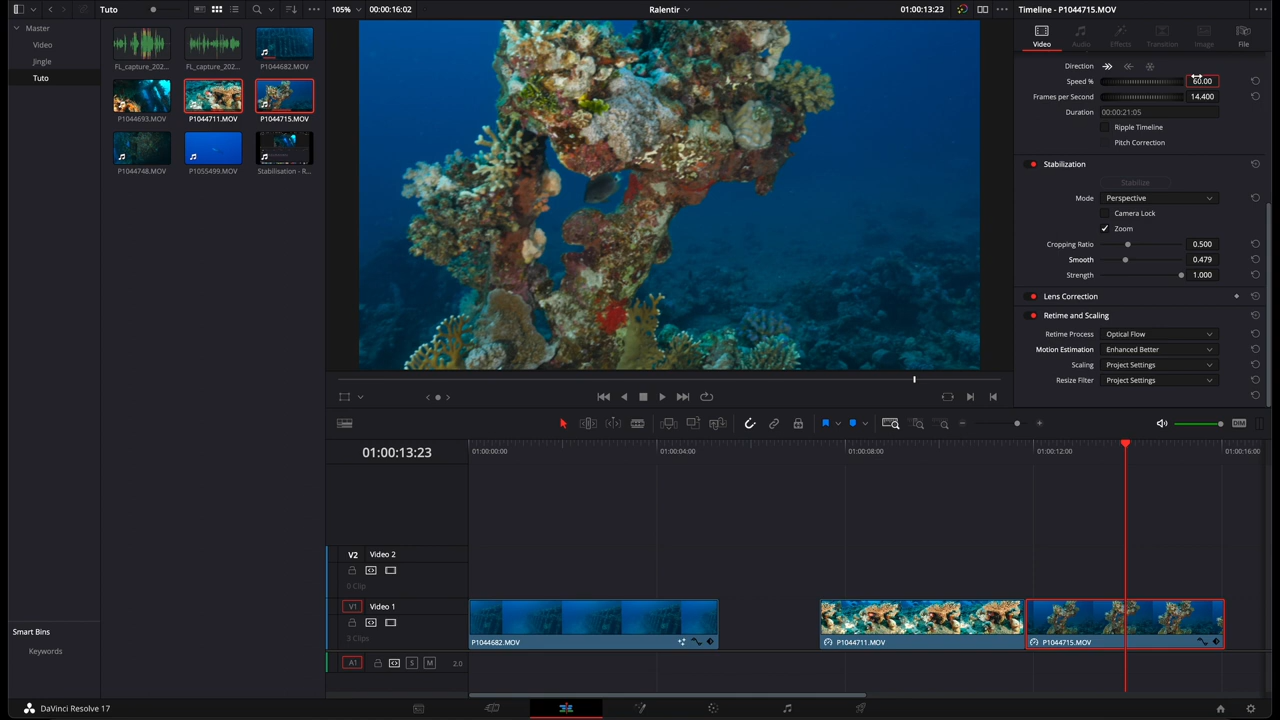 Tuto
105%
00:00:16:02
Ralentir
01:00:13:23
Timeline - P1044715.MOV
Master
Video
Jingle
Tuto
FL_capture_202...
FL_capture_202...
P1044682.MOV
P1044693.MOV
P1044711.MOV
P1044715.MOV
P1044748.MOV
P1055499.MOV
Stabilisation - R...
Smart Bins
Keywords
Video
Audio
Effects
Transition
Image
File
Direction
Speed %
60.00
Frames per Second
14.400
Duration
00:00:21:05
Ripple Timeline
Pitch Correction
Stabilization
Stabilize
Mode
Perspective
Camera Lock
Zoom
Cropping Ratio
0.500
Smooth
0.479
Strength
1.000
Lens Correction
Retime and Scaling
Retime Process
Optical Flow
Motion Estimation
Enhanced Better
Scaling
Project Settings
Resize Filter
Project Settings
DIM
01:00:13:23
01:00:00:00
01:00:04:00
01:00:08:00
01:00:12:00
01:00:16:00
V2
Video 2
0 Clip
V1
Video 1
3 Clips
P1044682.MOV
P1044711.MOV
P1044715.MOV
A1
S
M
2.0
DaVinci Resolve 17